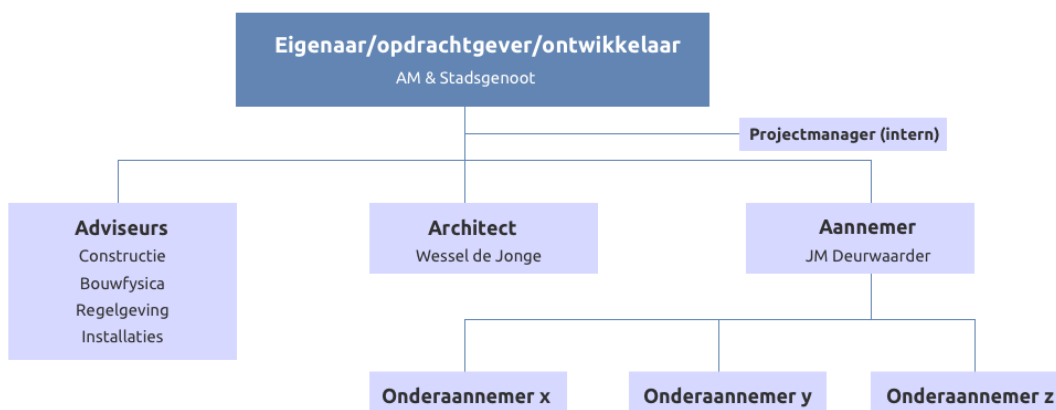 Eigenaar/opdrachtgever/ontwikkelaar
AM & Stadsgenoot
Projectmanager (intern)
Adviseurs
Constructie
Bouwfysica
Regelgeving
Installaties
Architect
Wessel de Jonge
Aannemer
JM Deurwaarder
Onderaannemer x
Onderaannemer y
Onderaannemer z